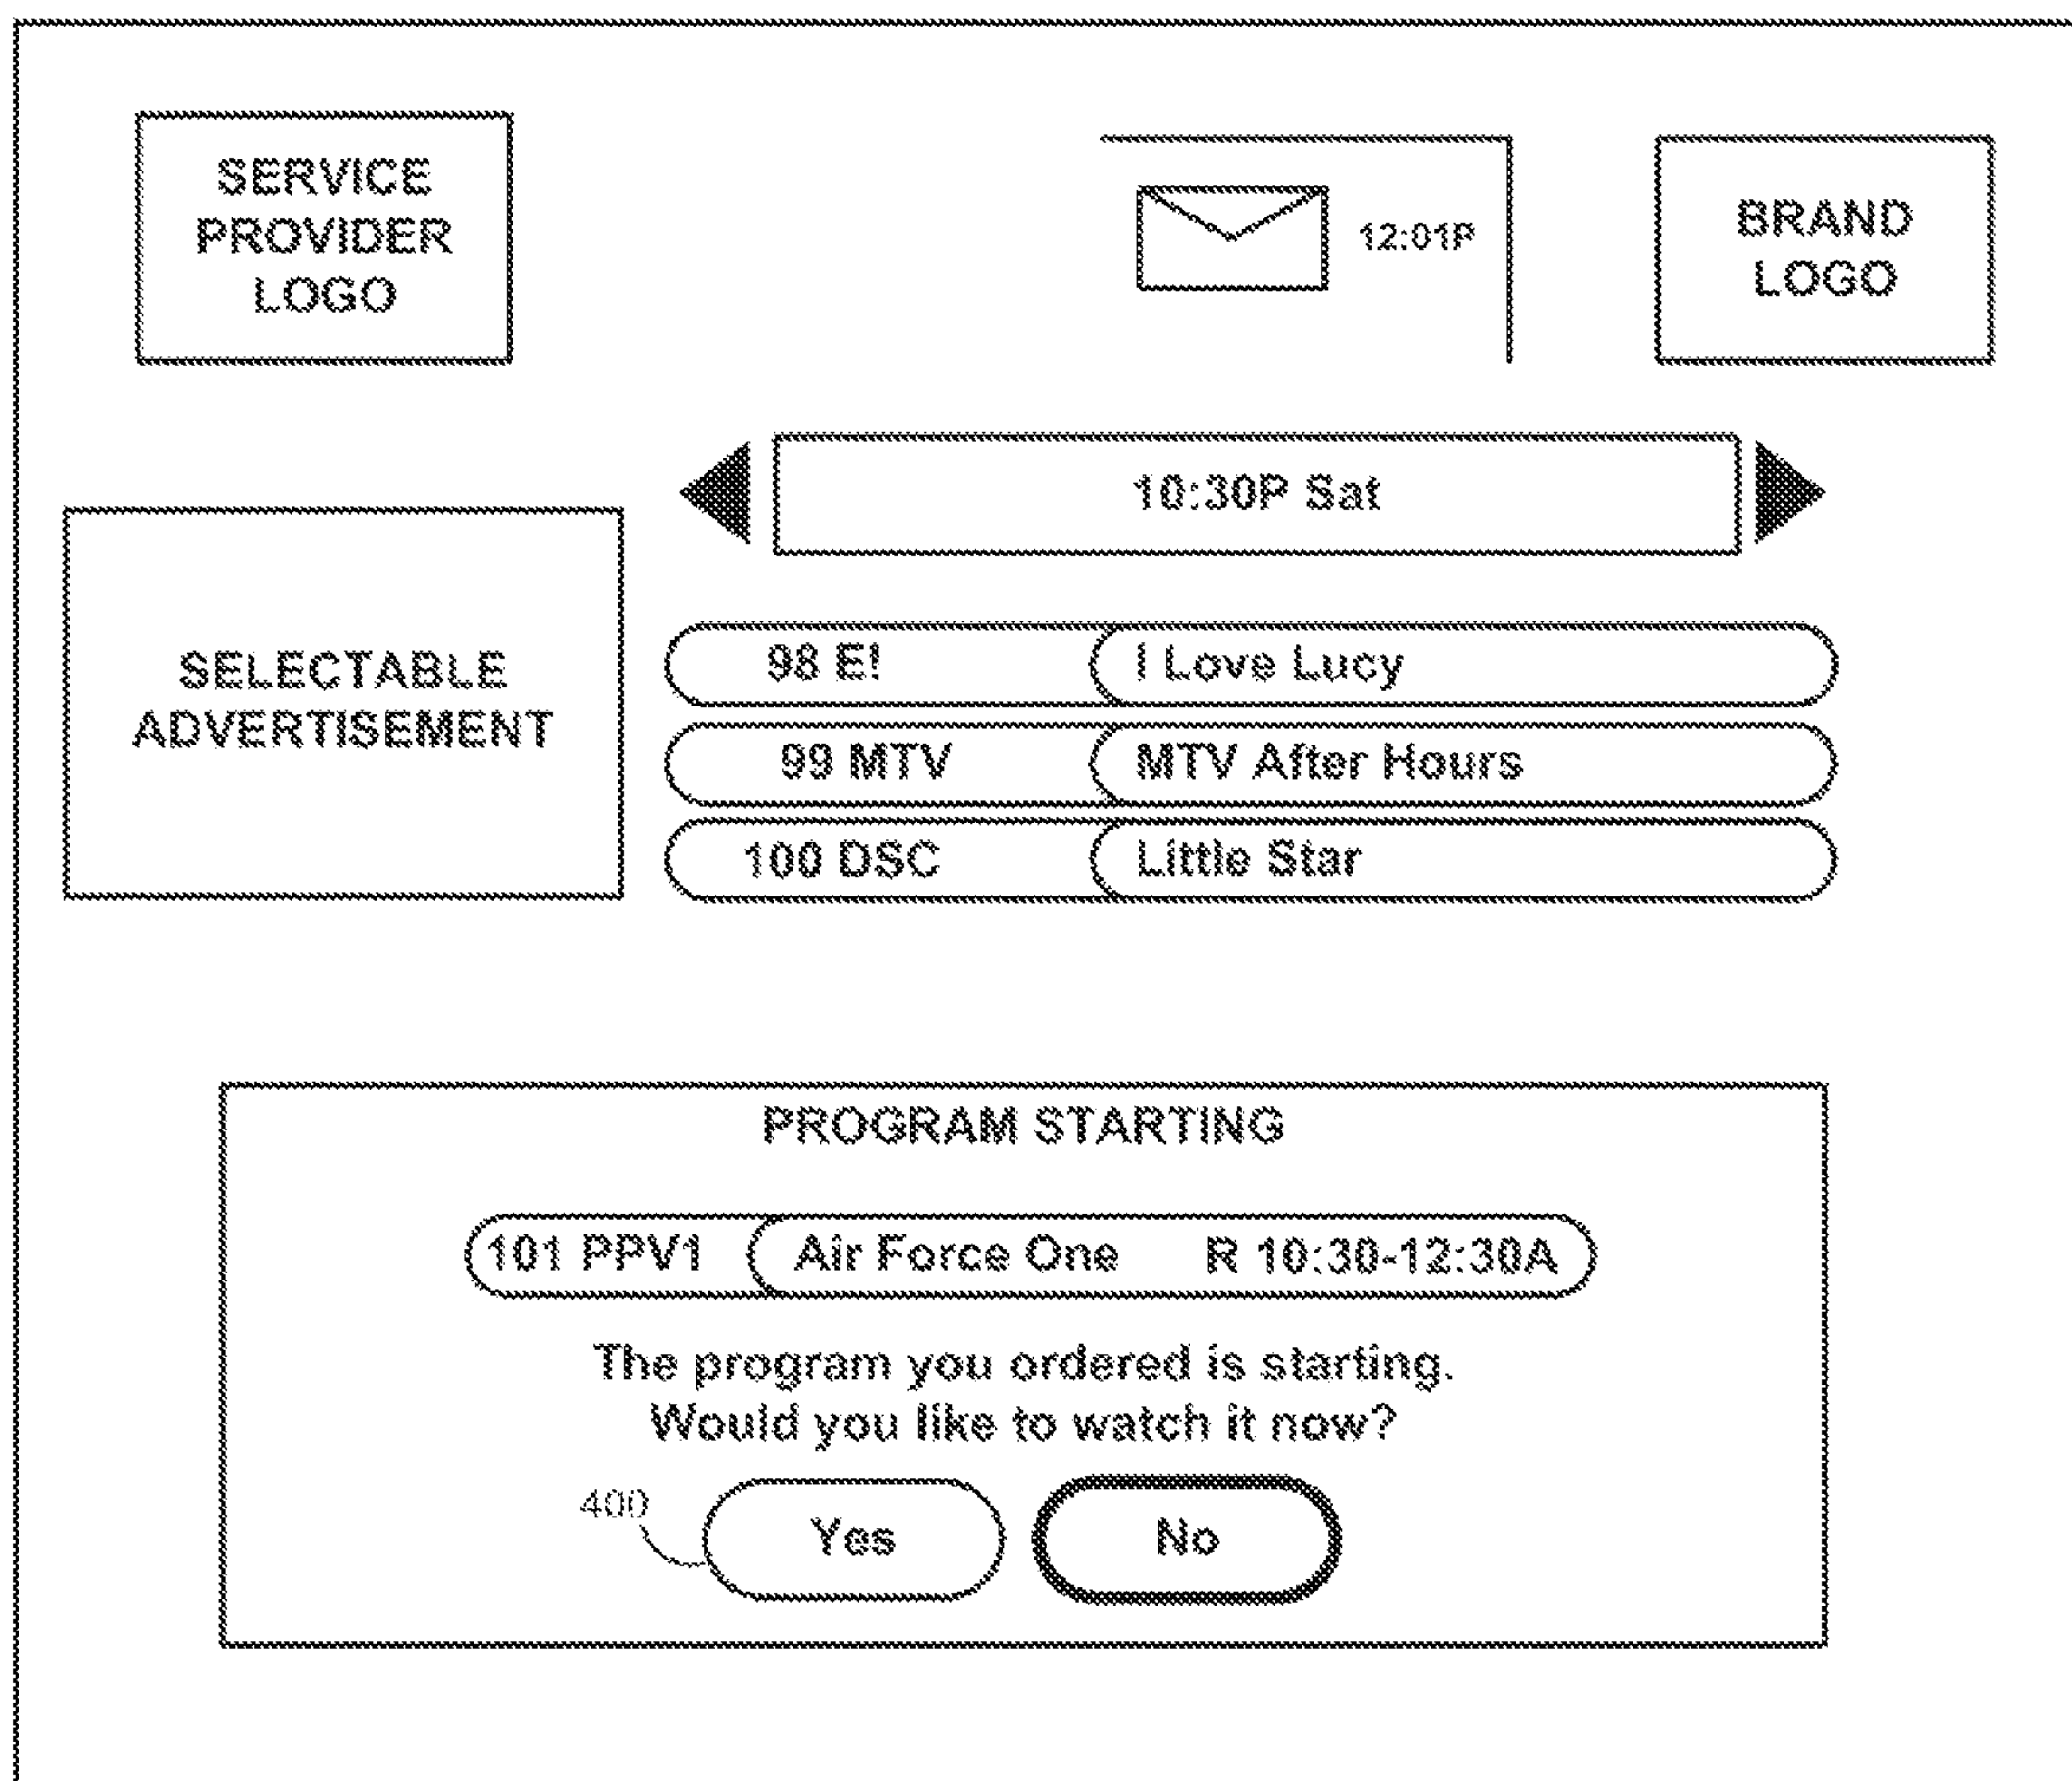 SERVICE
PROVIDER
LOGO
12:01P
BRAND
LOGO
10:30P Sat
SELECTABLE
ADVERTISEMENT
98 E! I Love Lucy
99 MTV MTV After Hours
100 DSC Little Star
PROGRAM STARTING
101 PPV1 Air Force One R 10:30-12:30A
The program you ordered is starting.
Would you like to watch it now?
400
Yes No